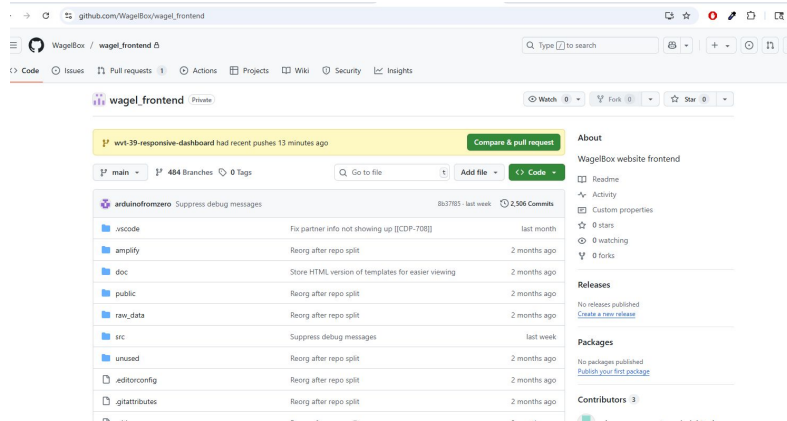 github.com/WagelBox/wagel_frontend
WagelBox / wagel_frontend
Type / to search
<> Code Issues Pull requests 1 Actions Projects Wiki Security Insights
wagel_frontend Private
Watch 0 Fork 0 Star 0
wvt-39-responsive-dashboard had recent pushes 13 minutes ago Compare & pull request
main 484 Branches 0 Tags Go to file t Add file <> Code
arduinofromzero Suppress debug messages 8b37f85 · last week 2,506 Commits
.vscode Fix partner info not showing up [[CDP-708]] last month
amplify Reorg after repo split 2 months ago
doc Store HTML version of templates for easier viewing 2 months ago
public Reorg after repo split 2 months ago
raw_data Reorg after repo split 2 months ago
src Suppress debug messages last week
unused Reorg after repo split 2 months ago
.editorconfig Reorg after repo split 2 months ago
.gitattributes Reorg after repo split 2 months ago
About
WagelBox website frontend
Readme
Activity
Custom properties
0 stars
0 watching
0 forks
Releases
No releases published
Create a new release
Packages
No packages published
Publish your first package
Contributors 3